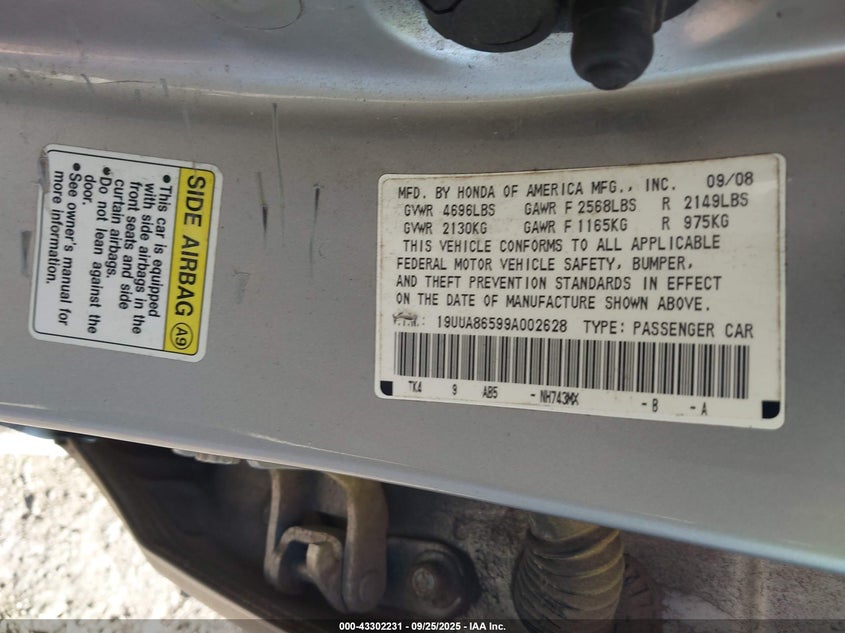 SIDE AIRBAG A9
• This car is equipped
with side airbags in the
front seats and side
curtain airbags.
• Do not lean against the
door.
• See owner's manual for
more information.
MFD. BY HONDA OF AMERICA MFG., INC. 09/08
GVWR 4696LBS GAWR F 2568LBS R 2149LBS
GVWR 2130KG GAWR F 1165KG R 975KG
THIS VEHICLE CONFORMS TO ALL APPLICABLE
FEDERAL MOTOR VEHICLE SAFETY, BUMPER,
AND THEFT PREVENTION STANDARDS IN EFFECT
ON THE DATE OF MANUFACTURE SHOWN ABOVE.
V.I.N.: 19UUA86599A002628 TYPE: PASSENGER CAR
TK4 9 AB5 - NH743MX - B - A
000-43302231 - 09/25/2025 - IAA Inc.